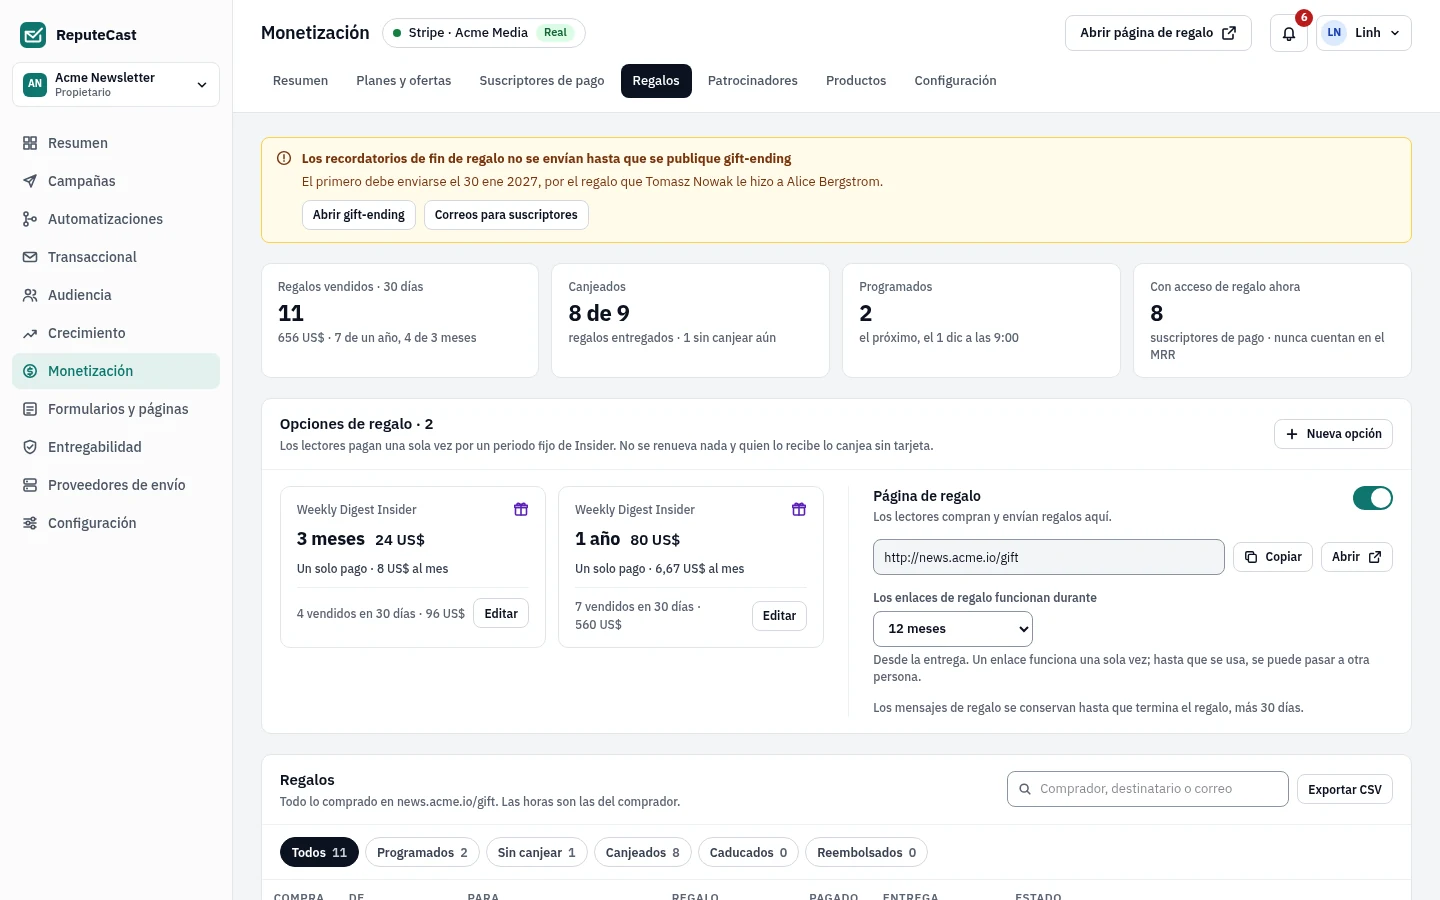 ReputeCast
AN
Acme Newsletter
Propietario
Resumen
Campañas
Automatizaciones
Transaccional
Audiencia
Crecimiento
Monetización
Formularios y páginas
Entregabilidad
Proveedores de envío
Configuración
Monetización
Stripe · Acme Media
Real
Abrir página de regalo
6
LN
Linh
Resumen
Planes y ofertas
Suscriptores de pago
Regalos
Patrocinadores
Productos
Configuración
Los recordatorios de fin de regalo no se envían hasta que se publique gift-ending
El primero debe enviarse el 30 ene 2027, por el regalo que Tomasz Nowak le hizo a Alice Bergstrom.
Abrir gift-ending
Correos para suscriptores
Regalos vendidos · 30 días
11
656 US$ · 7 de un año, 4 de 3 meses
Canjeados
8 de 9
regalos entregados · 1 sin canjear aún
Programados
2
el próximo, el 1 dic a las 9:00
Con acceso de regalo ahora
8
suscriptores de pago · nunca cuentan en el
MRR
Opciones de regalo · 2
Los lectores pagan una sola vez por un periodo fijo de Insider. No se renueva nada y quien lo recibe lo canjea sin tarjeta.
Nueva opción
Weekly Digest Insider
3 meses 24 US$
Un solo pago · 8 US$ al mes
4 vendidos en 30 días · 96 US$
Editar
Weekly Digest Insider
1 año 80 US$
Un solo pago · 6,67 US$ al mes
7 vendidos en 30 días ·
560 US$
Editar
Página de regalo
Los lectores compran y envían regalos aquí.
http://news.acme.io/gift
Copiar
Abrir
Los enlaces de regalo funcionan durante
12 meses
Desde la entrega. Un enlace funciona una sola vez; hasta que se usa, se puede pasar a otra
persona.
Los mensajes de regalo se conservan hasta que termina el regalo, más 30 días.
Regalos
Todo lo comprado en news.acme.io/gift. Las horas son las del comprador.
Comprador, destinatario o correo
Exportar CSV
Todos 11
Programados 2
Sin canjear 1
Canjeados 8
Caducados 0
Reembolsados 0
COMPRA DE PARA REGALO PAGADO ENTREGA ESTADO